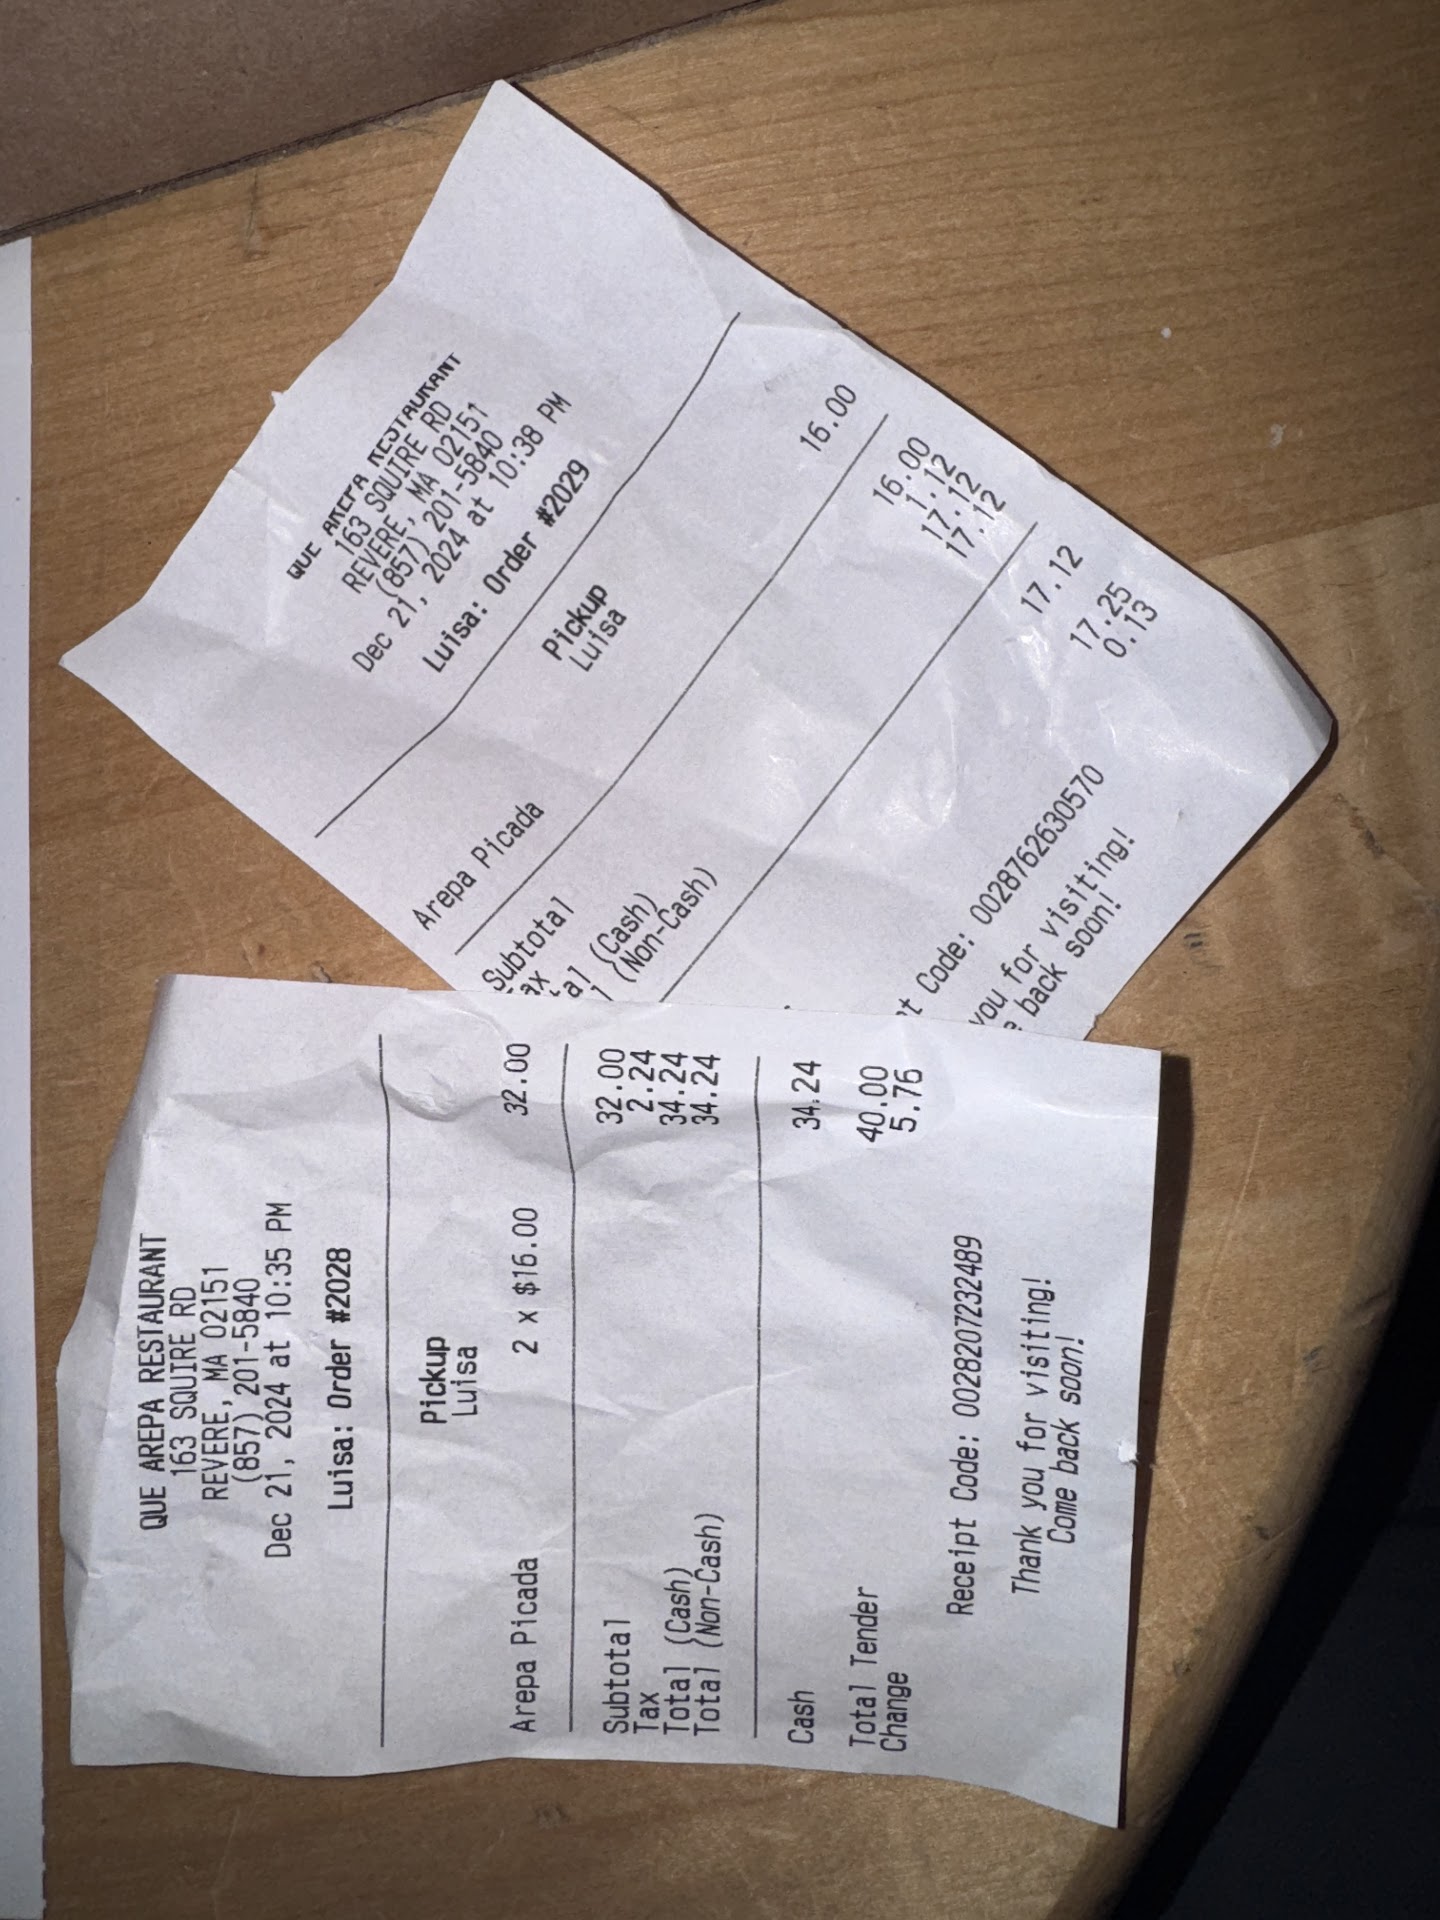 QUE AREPA RESTAURANT
163 SQUIRE RD
REVERE, MA 02151
(857) 201-5840
Dec 21, 2024 at 10:38 PM
Luisa: Order #2029
Pickup
Luisa
Arepa Picada 16.00
Subtotal 16.00
ax 1.12
tal (Cash) 17.12
l (Non-Cash) 17.12
17.12
17.25
0.13
pt Code: 0028762630570
you for visiting!
e back soon!
QUE AREPA RESTAURANT
163 SQUIRE RD
REVERE, MA 02151
(857) 201-5840
Dec 21, 2024 at 10:35 PM
Luisa: Order #2028
Pickup
Luisa
Arepa Picada 2 x $16.00 32.00
Subtotal 32.00
Tax 2.24
Total (Cash) 34.24
Total (Non-Cash) 34.24
Cash 34.24
Total Tender 40.00
Change 5.76
Receipt Code: 0028207232489
Thank you for visiting!
Come back soon!